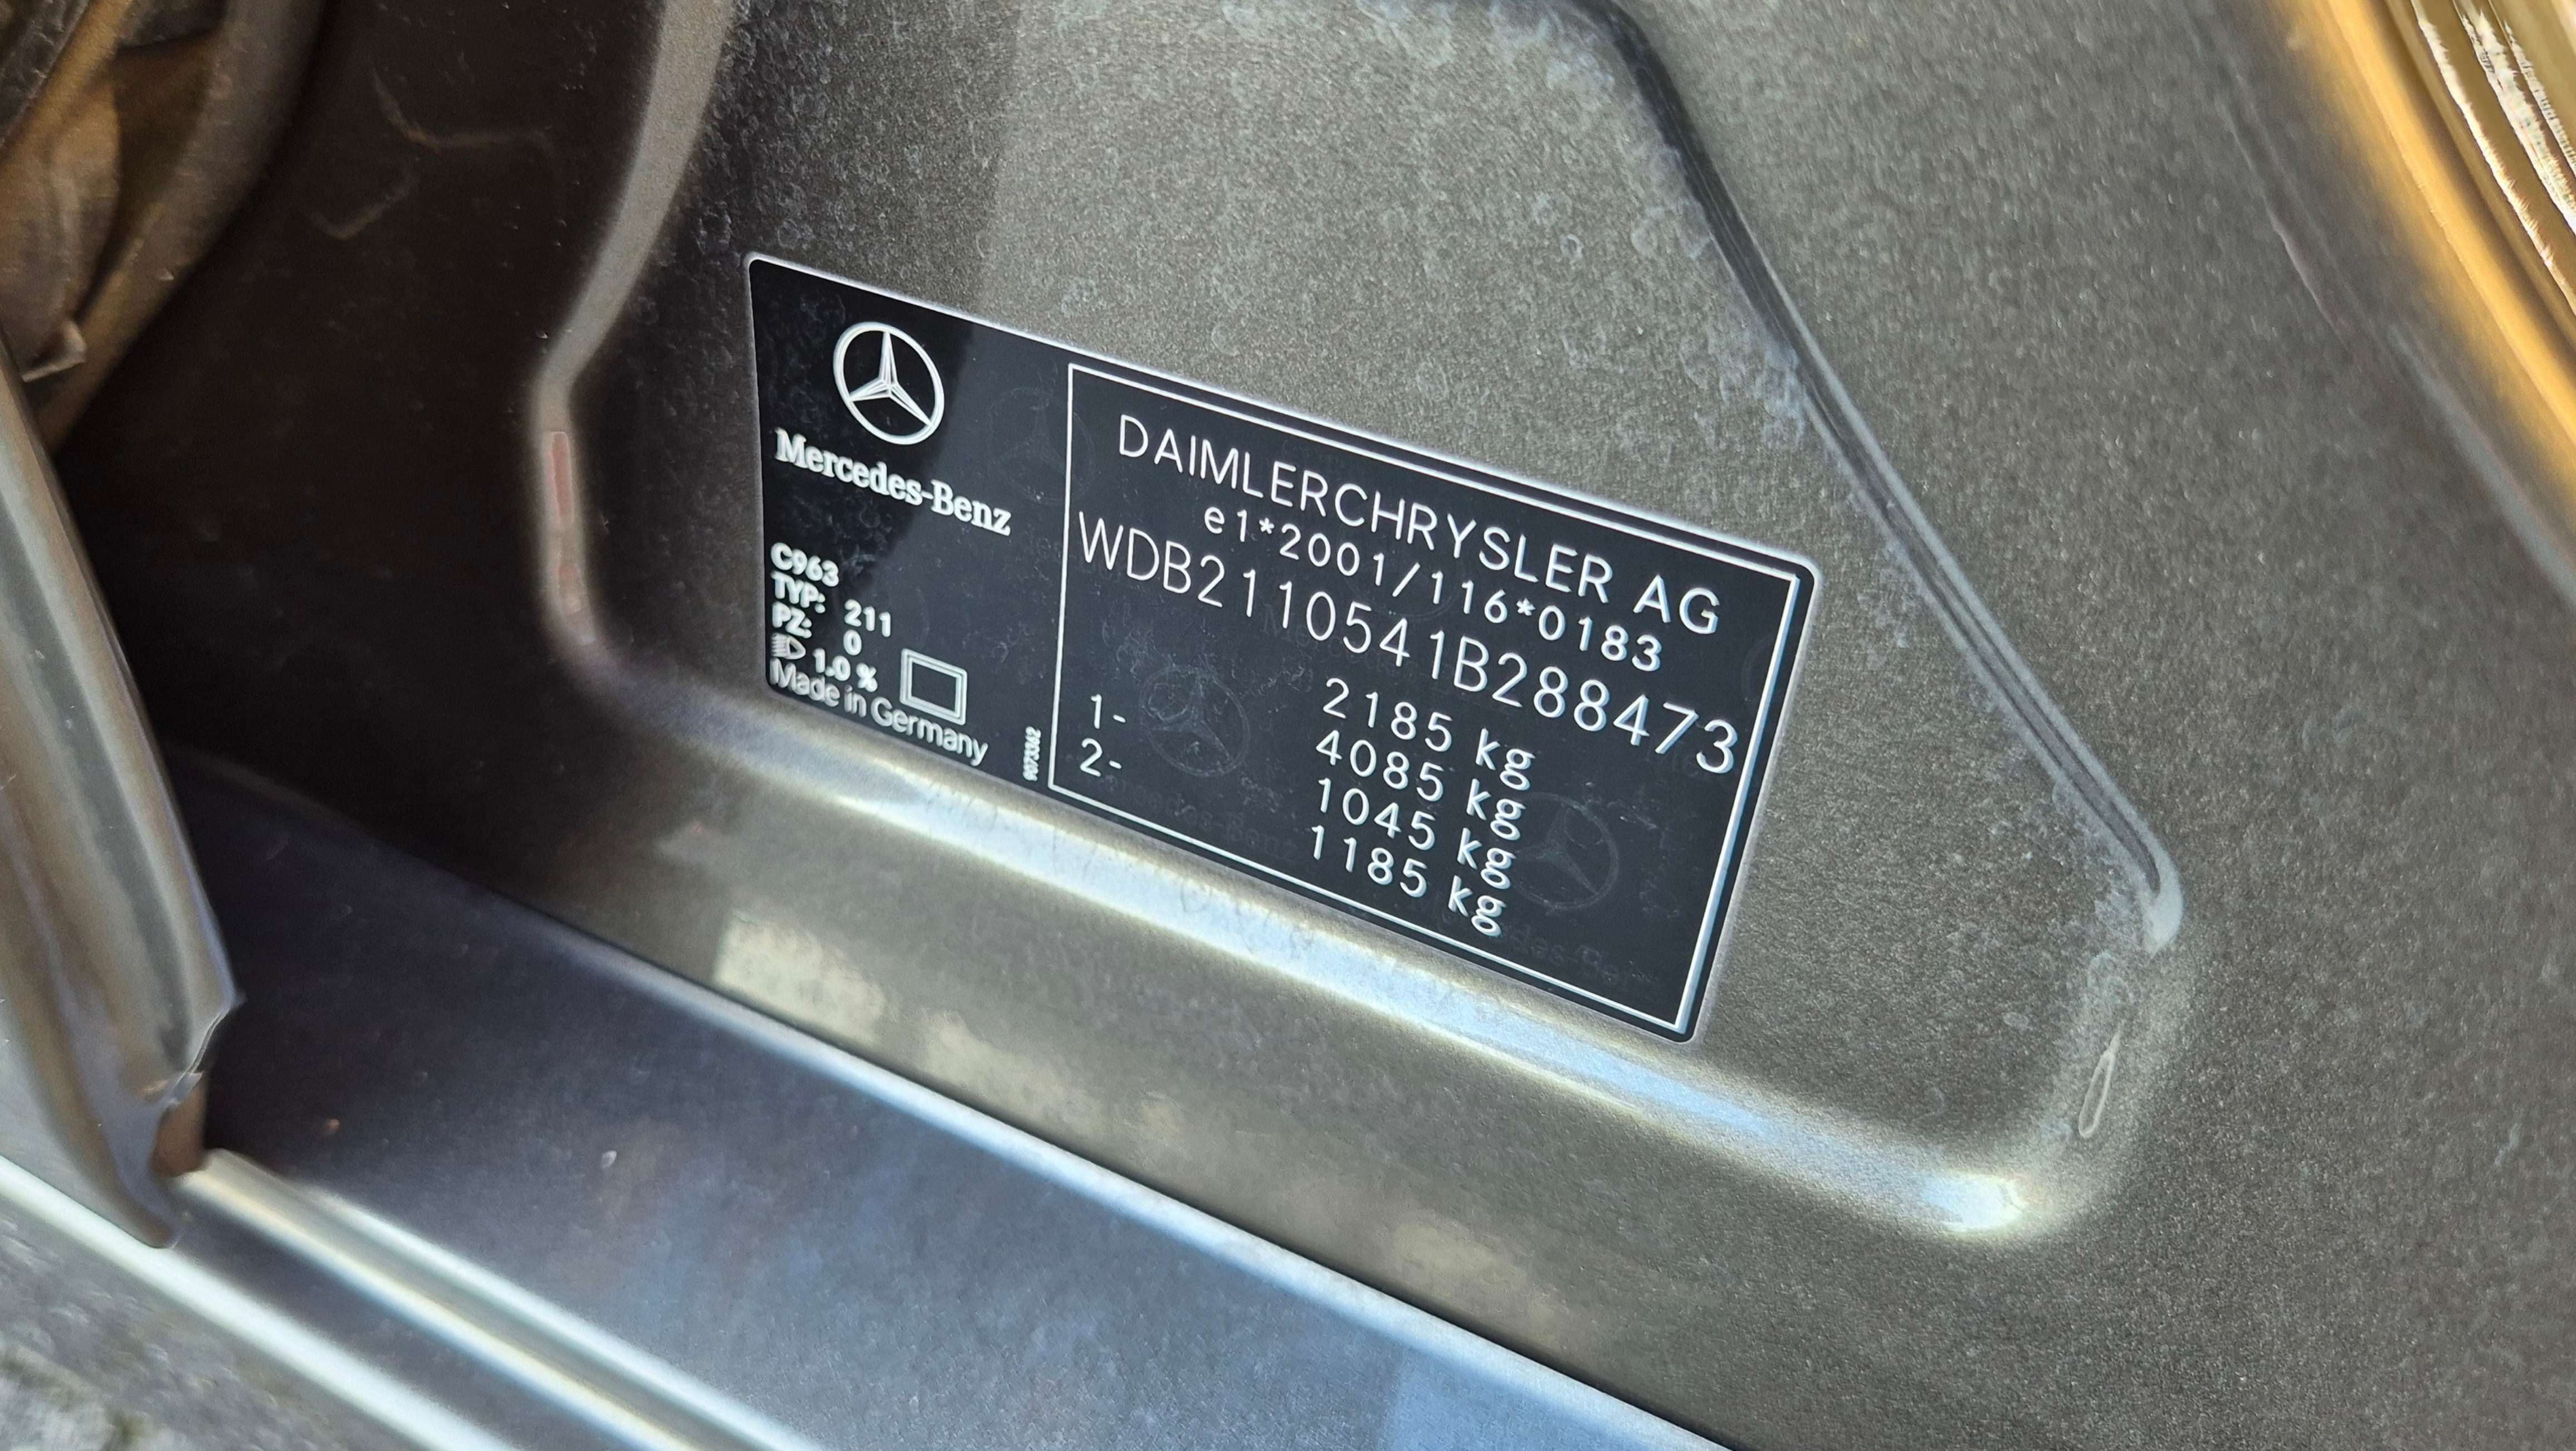 Mercedes-Benz
C963
TYP: 211
PZ: 0
1.0 %
Made in Germany
9073362
DAIMLERCHRYSLER AG
e1*2001/116*0183
WDB2110541B288473
2185 kg
4085 kg
1- 1045 kg
2- 1185 kg